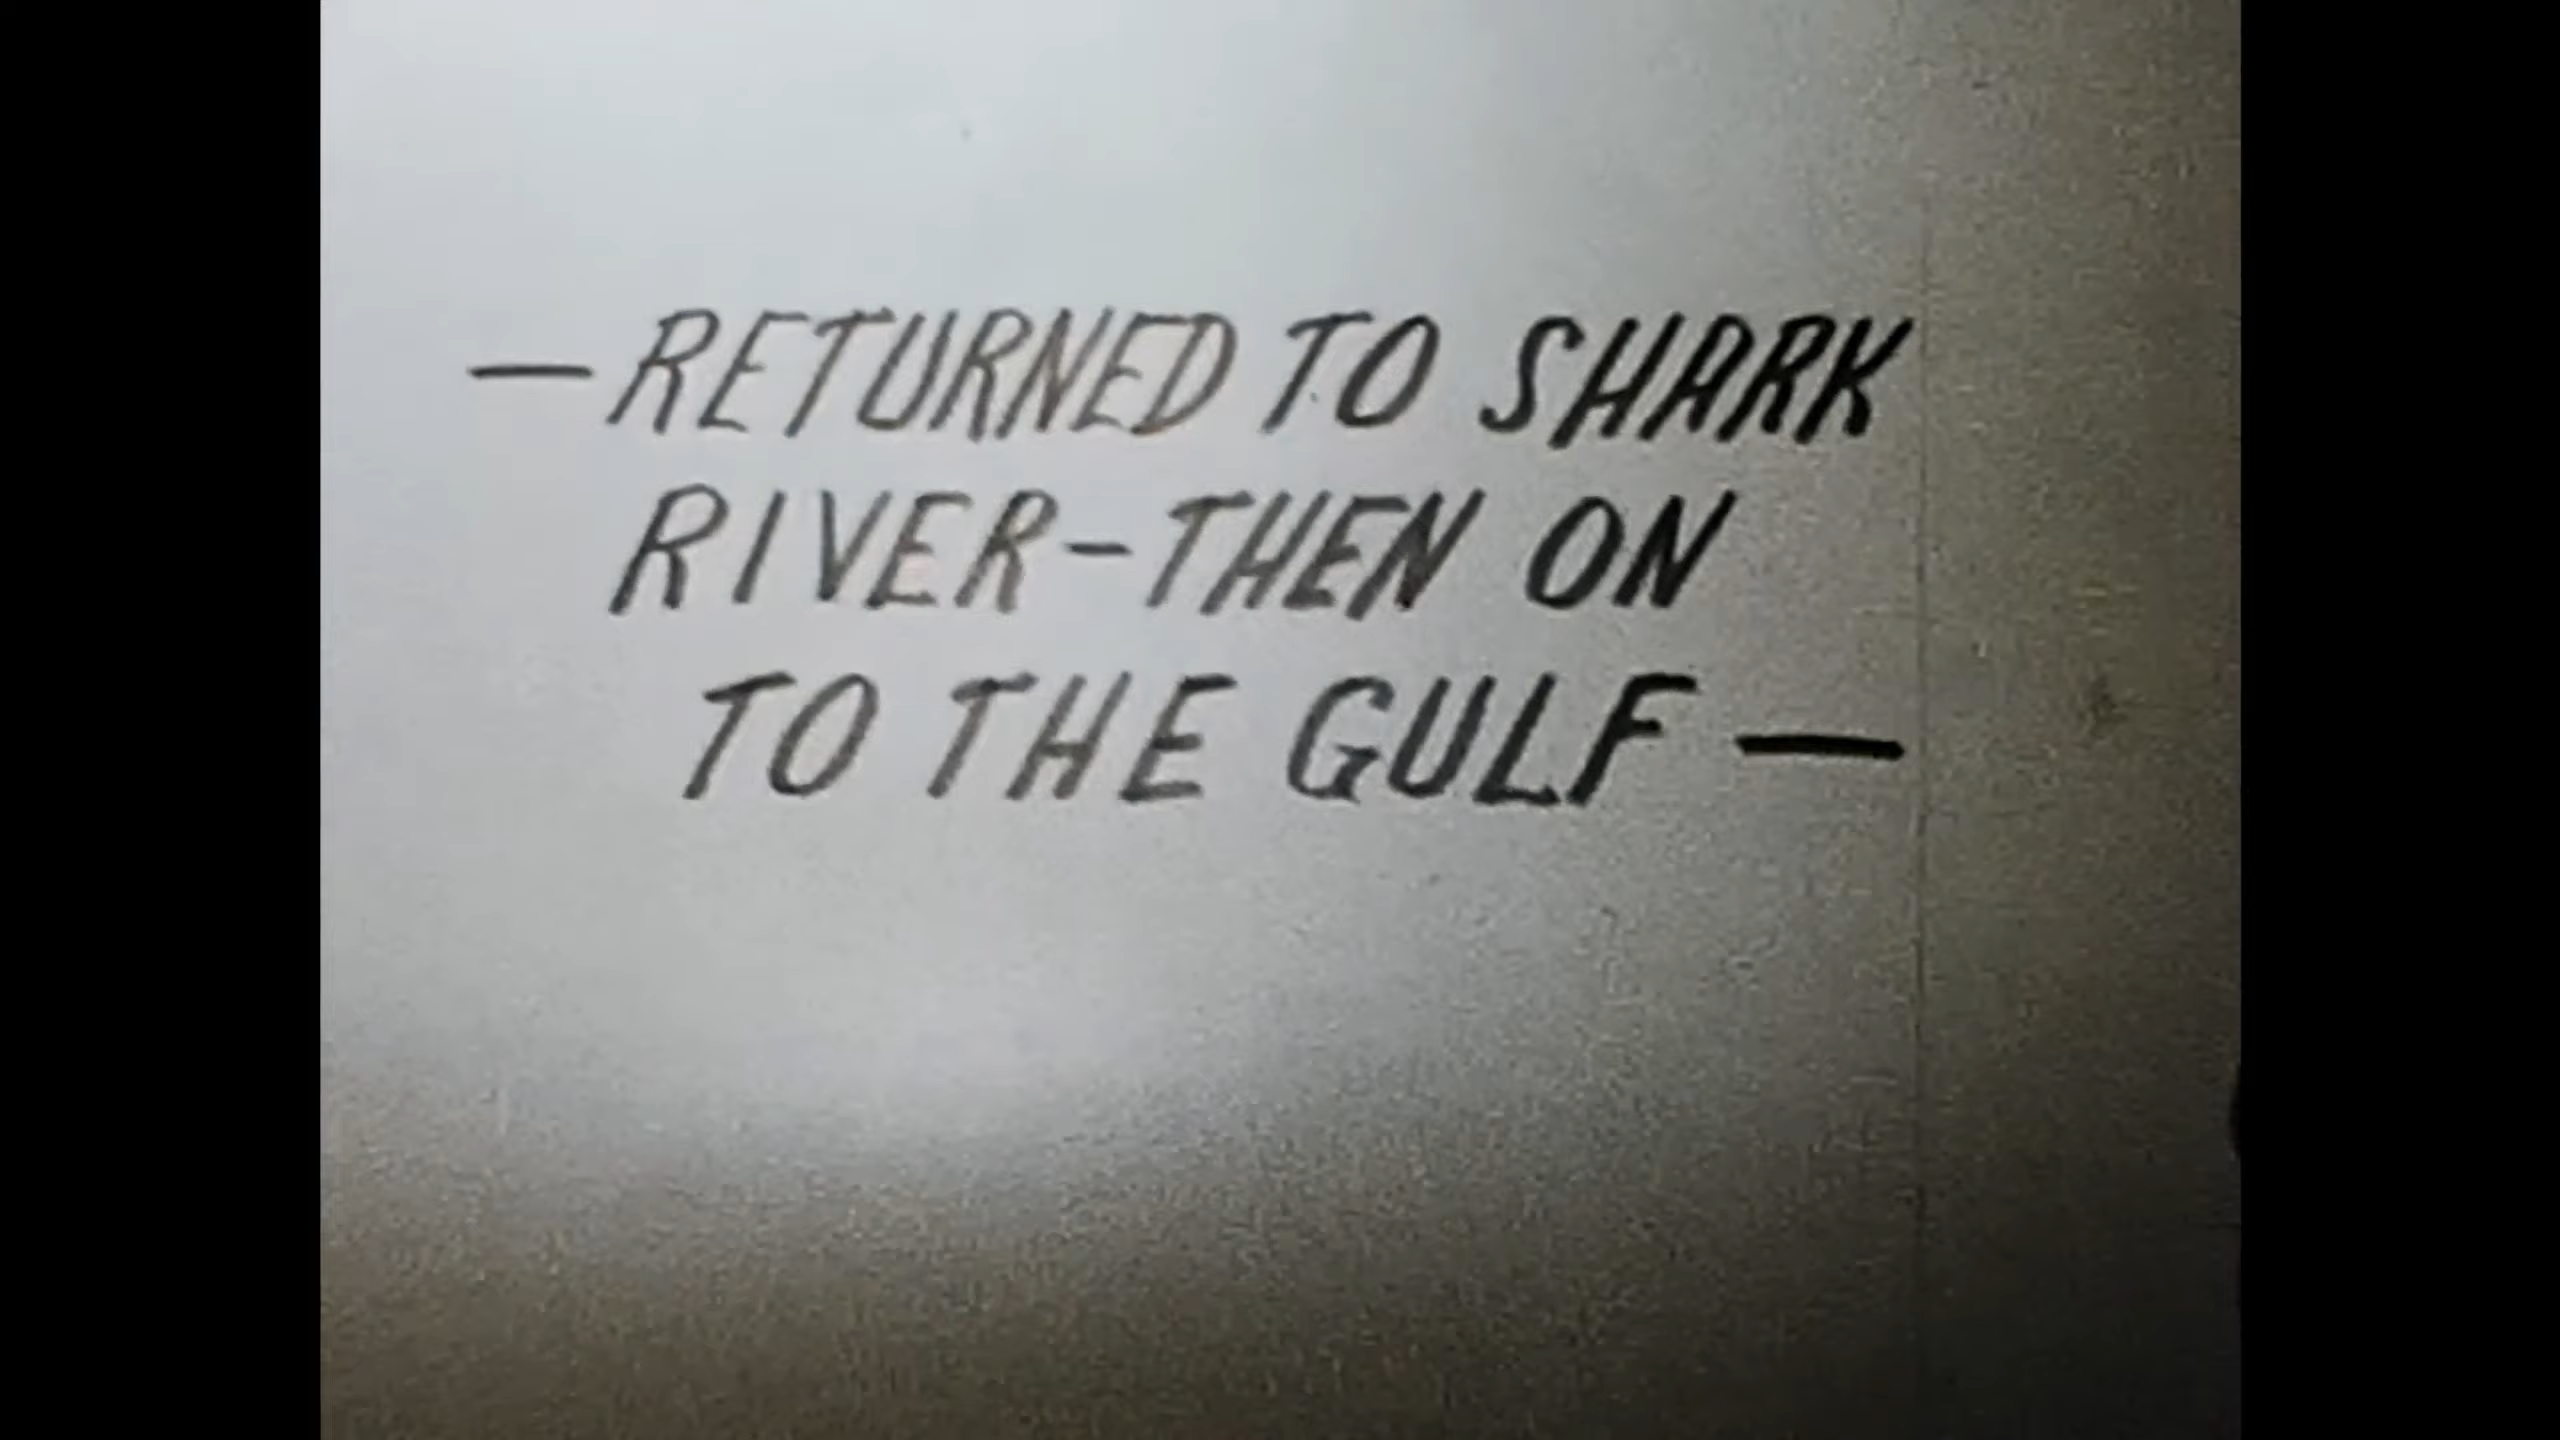 —RETURNED TO SHARK
RIVER-THEN ON
TO THE GULF—